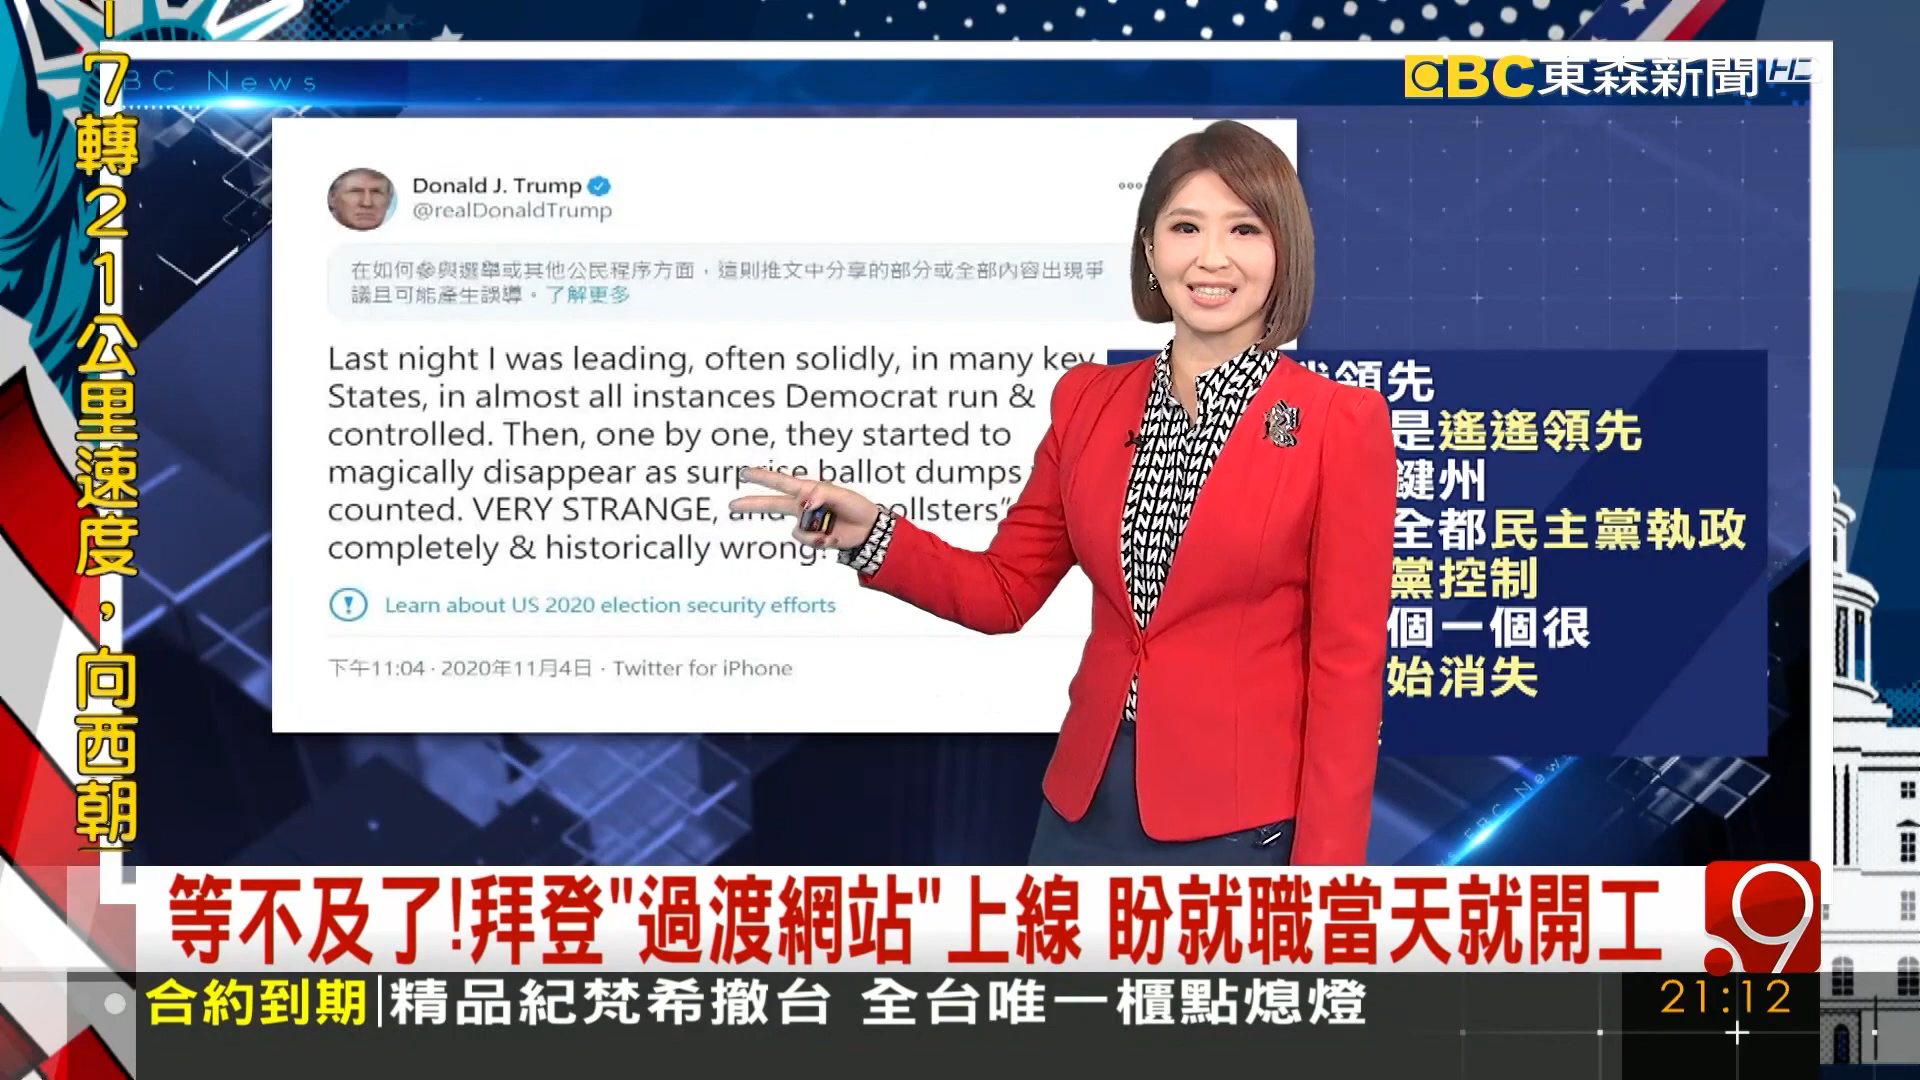 7轉21公里速度，向西朝
BC News
EBC東森新聞 HD
Donald J. Trump
@realDonaldTrump
在如何參與選舉或其他公民程序方面，這則推文中分享的部分或全部內容出現爭
議且可能產生誤導。了解更多
Last night I was leading, often solidly, in many key
States, in almost all instances Democrat run &
controlled. Then, one by one, they started to
magically disappear as surprise ballot dumps
counted. VERY STRANGE, and ollsters"
completely & historically wrong!
Learn about US 2020 election security efforts
下午11:04 · 2020年11月4日 · Twitter for iPhone
領先
是遙遙領先
鍵州
全都民主黨執政
黨控制
個一個很
始消失
EBC News
等不及了!拜登"過渡網站"上線 盼就職當天就開工
9
合約到期 精品紀梵希撤台 全台唯一櫃點熄燈
21:12